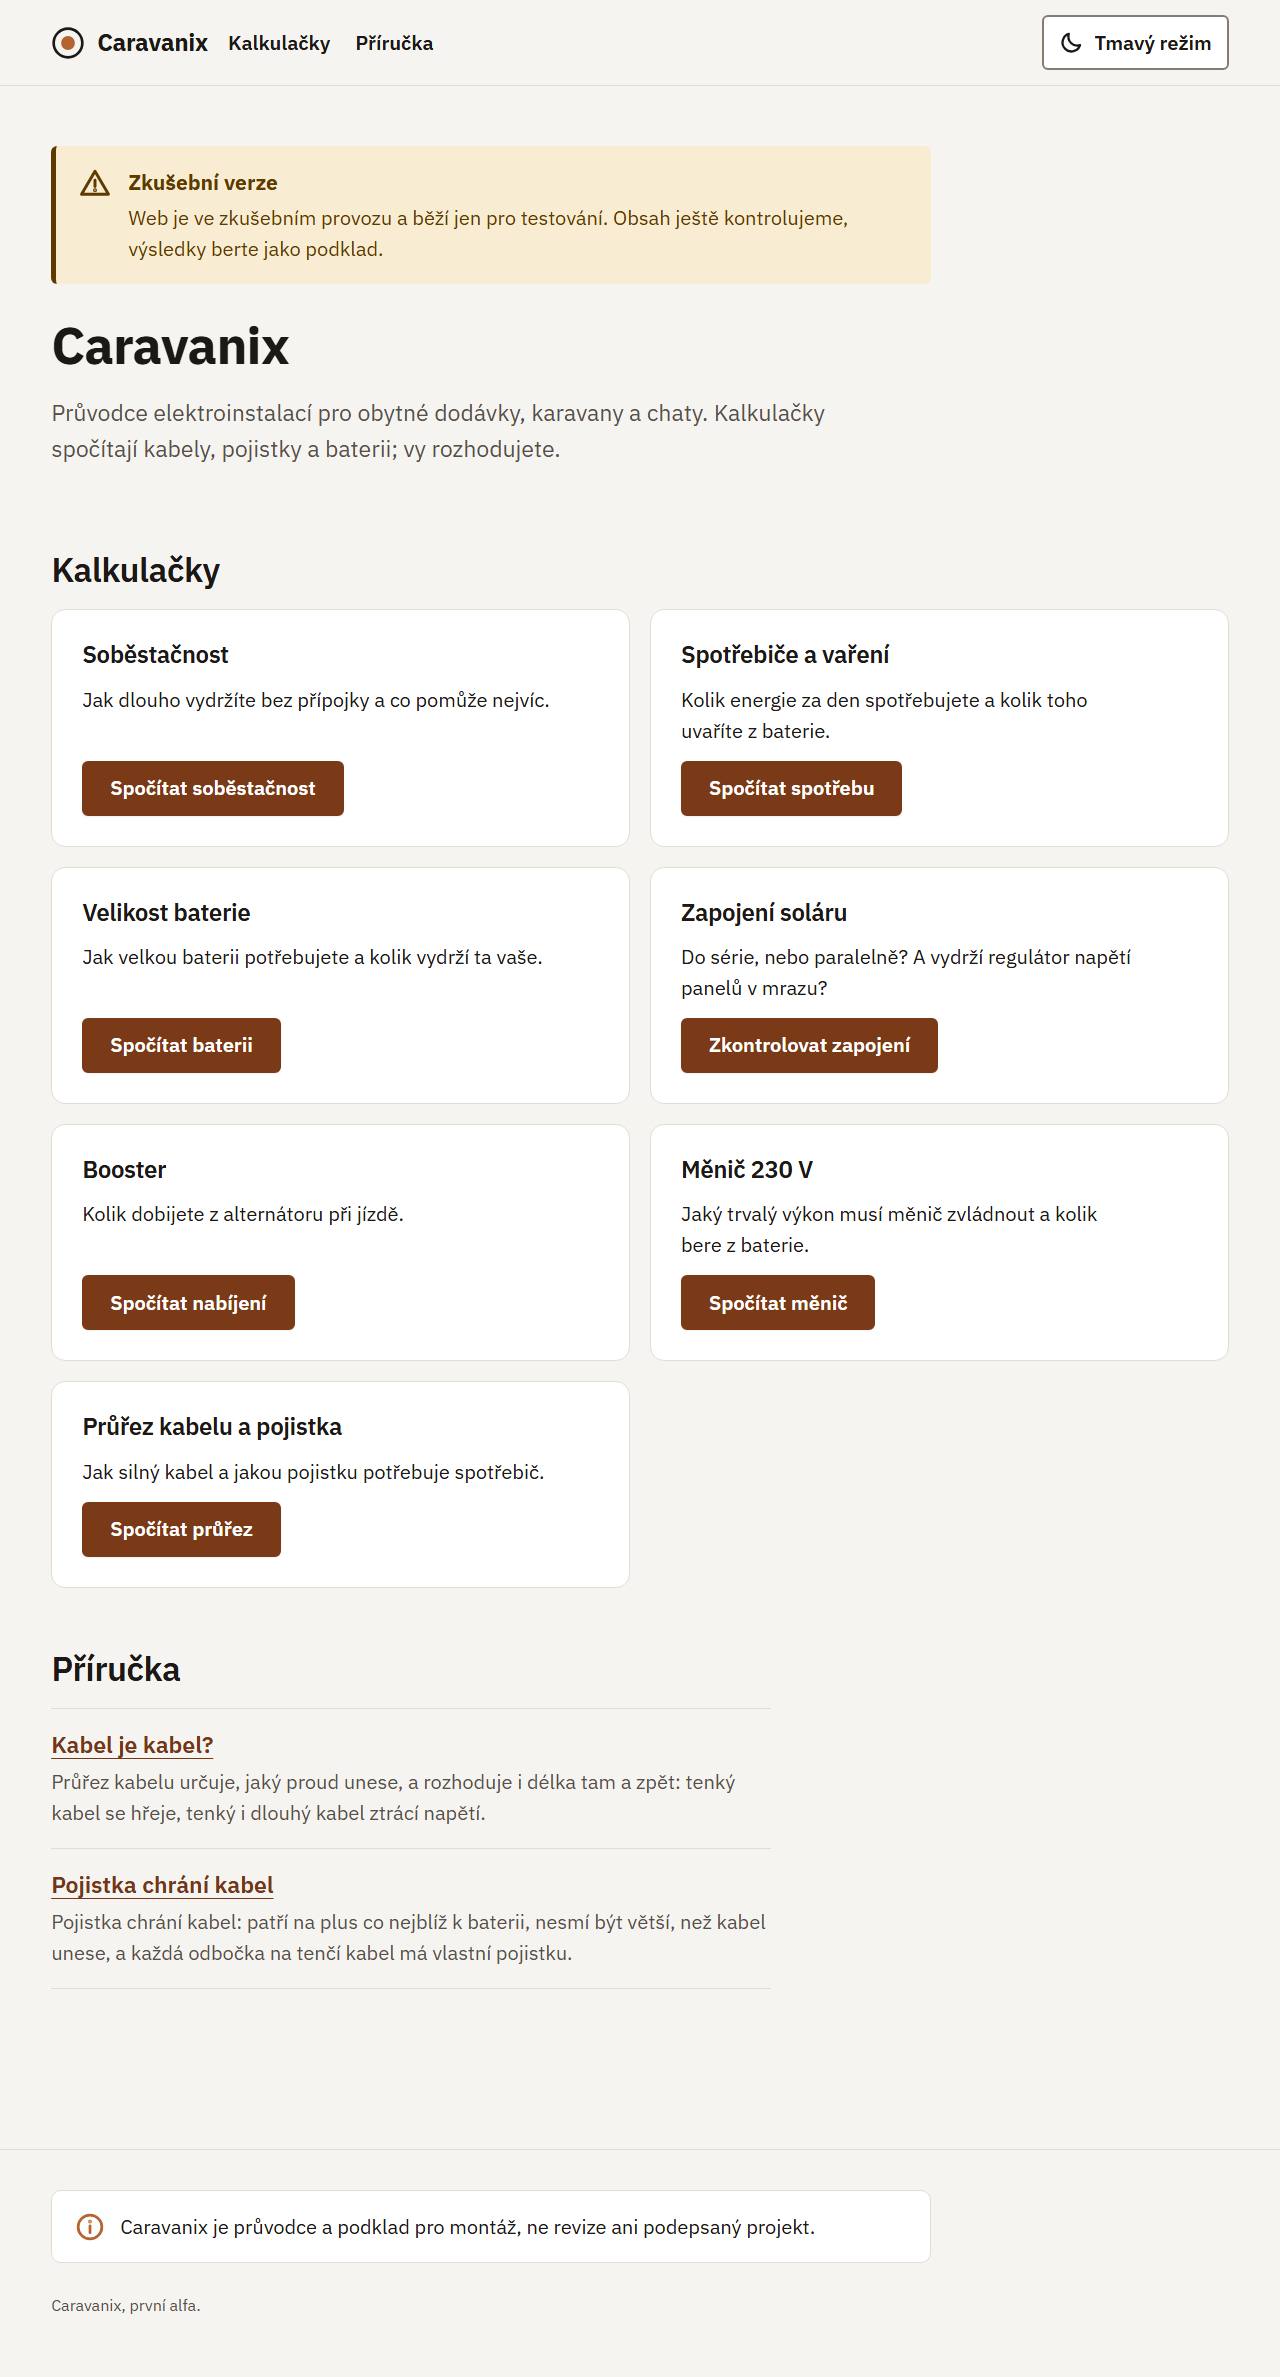 Caravanix
Kalkulačky
Příručka
Tmavý režim
Zkušební verze
Web je ve zkušebním provozu a běží jen pro testování. Obsah ještě kontrolujeme,
výsledky berte jako podklad.
Caravanix
Průvodce elektroinstalací pro obytné dodávky, karavany a chaty. Kalkulačky
spočítají kabely, pojistky a baterii; vy rozhodujete.
Kalkulačky
Soběstačnost
Jak dlouho vydržíte bez přípojky a co pomůže nejvíc.
Spočítat soběstačnost
Spotřebiče a vaření
Kolik energie za den spotřebujete a kolik toho
uvaříte z baterie.
Spočítat spotřebu
Velikost baterie
Jak velkou baterii potřebujete a kolik vydrží ta vaše.
Spočítat baterii
Zapojení soláru
Do série, nebo paralelně? A vydrží regulátor napětí
panelů v mrazu?
Zkontrolovat zapojení
Booster
Kolik dobijete z alternátoru při jízdě.
Spočítat nabíjení
Měnič 230 V
Jaký trvalý výkon musí měnič zvládnout a kolik
bere z baterie.
Spočítat měnič
Průřez kabelu a pojistka
Jak silný kabel a jakou pojistku potřebuje spotřebič.
Spočítat průřez
Příručka
Kabel je kabel?
Průřez kabelu určuje, jaký proud unese, a rozhoduje i délka tam a zpět: tenký
kabel se hřeje, tenký i dlouhý kabel ztrácí napětí.
Pojistka chrání kabel
Pojistka chrání kabel: patří na plus co nejblíž k baterii, nesmí být větší, než kabel
unese, a každá odbočka na tenčí kabel má vlastní pojistku.
Caravanix je průvodce a podklad pro montáž, ne revize ani podepsaný projekt.
Caravanix, první alfa.